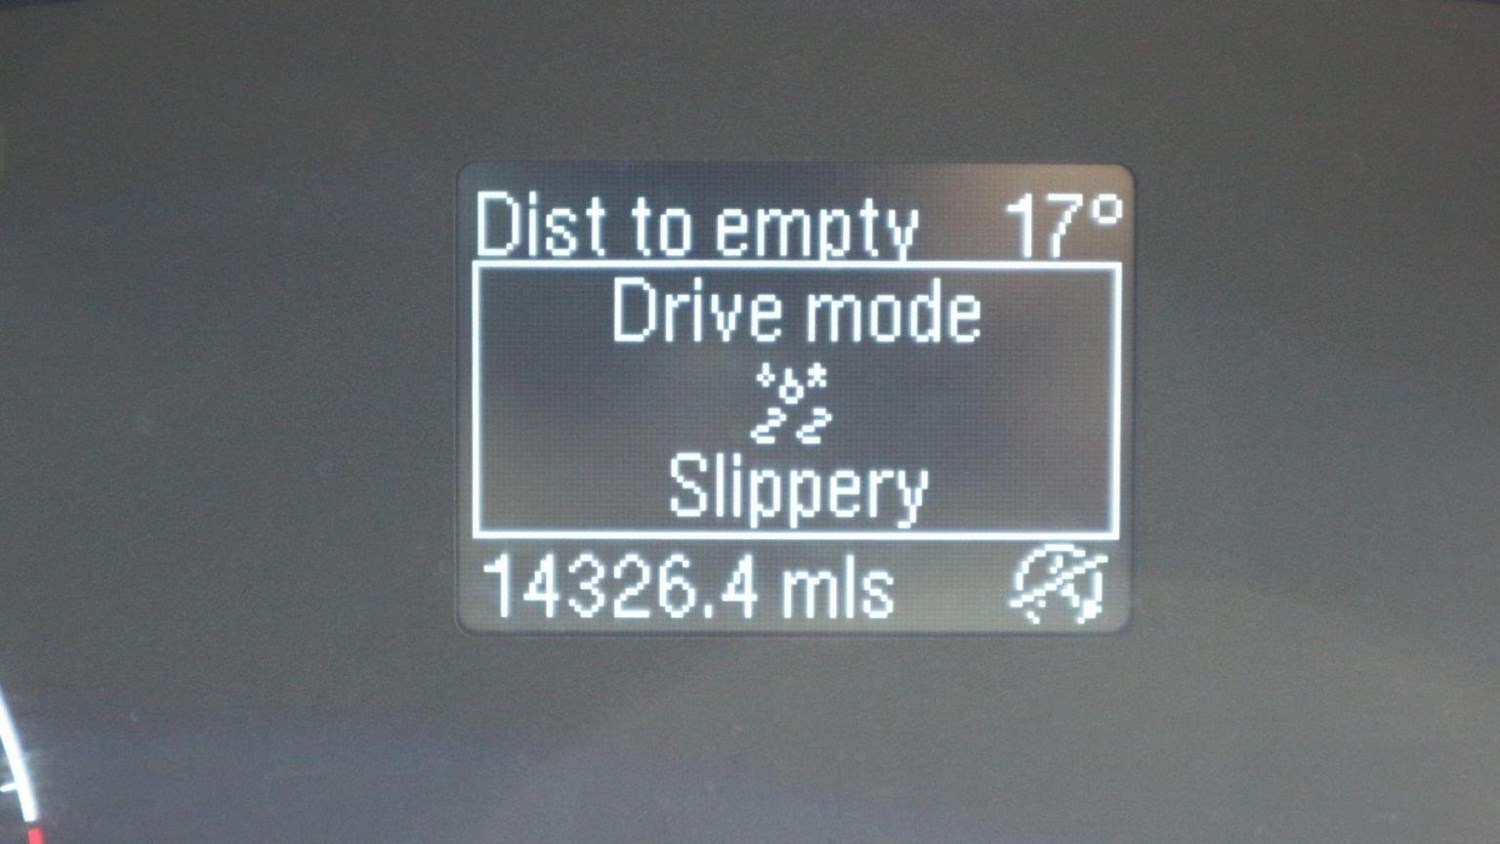 Dist to empty 17°
Drive mode
Slippery
14326.4 mls